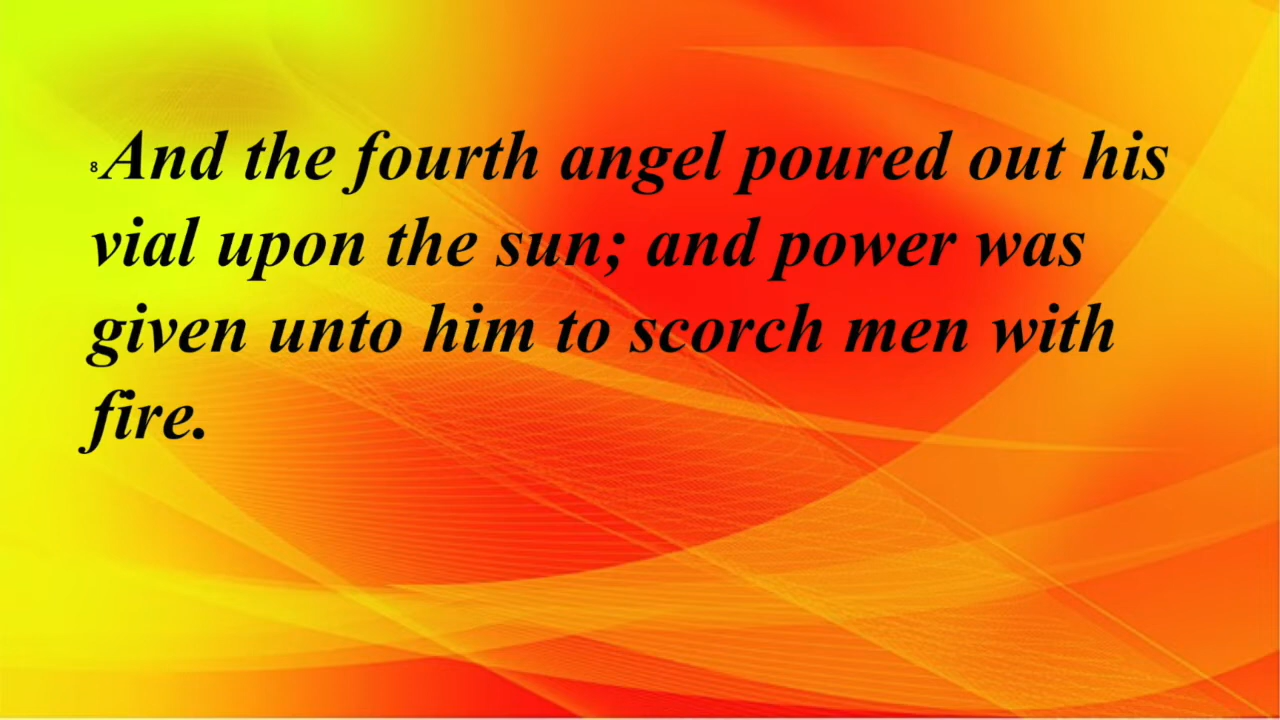 8And the fourth angel poured out his
vial upon the sun; and power was
given unto him to scorch men with
fire.